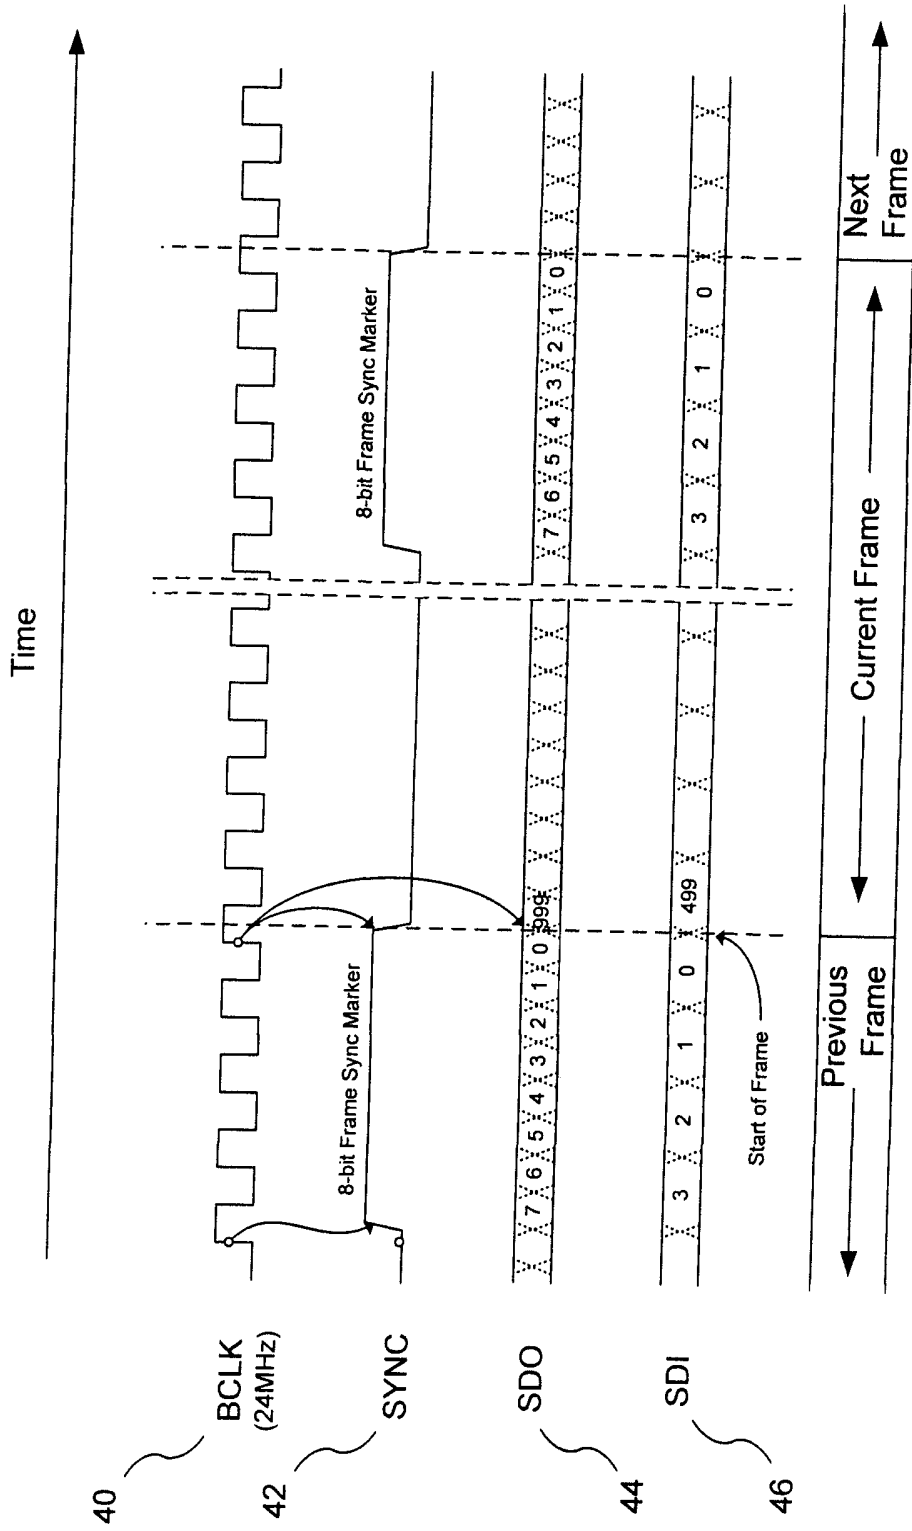 Time
40
BCLK
(24MHz)
42
SYNC
8-bit Frame Sync Marker
8-bit Frame Sync Marker
44
SDO
7 6 5 4 3 2 1 0 999
7 6 5 4 3 2 1 0
46
SDI
3 2 1 0 499
3 2 1 0
Start of Frame
Previous
Frame
Current Frame
Next
Frame